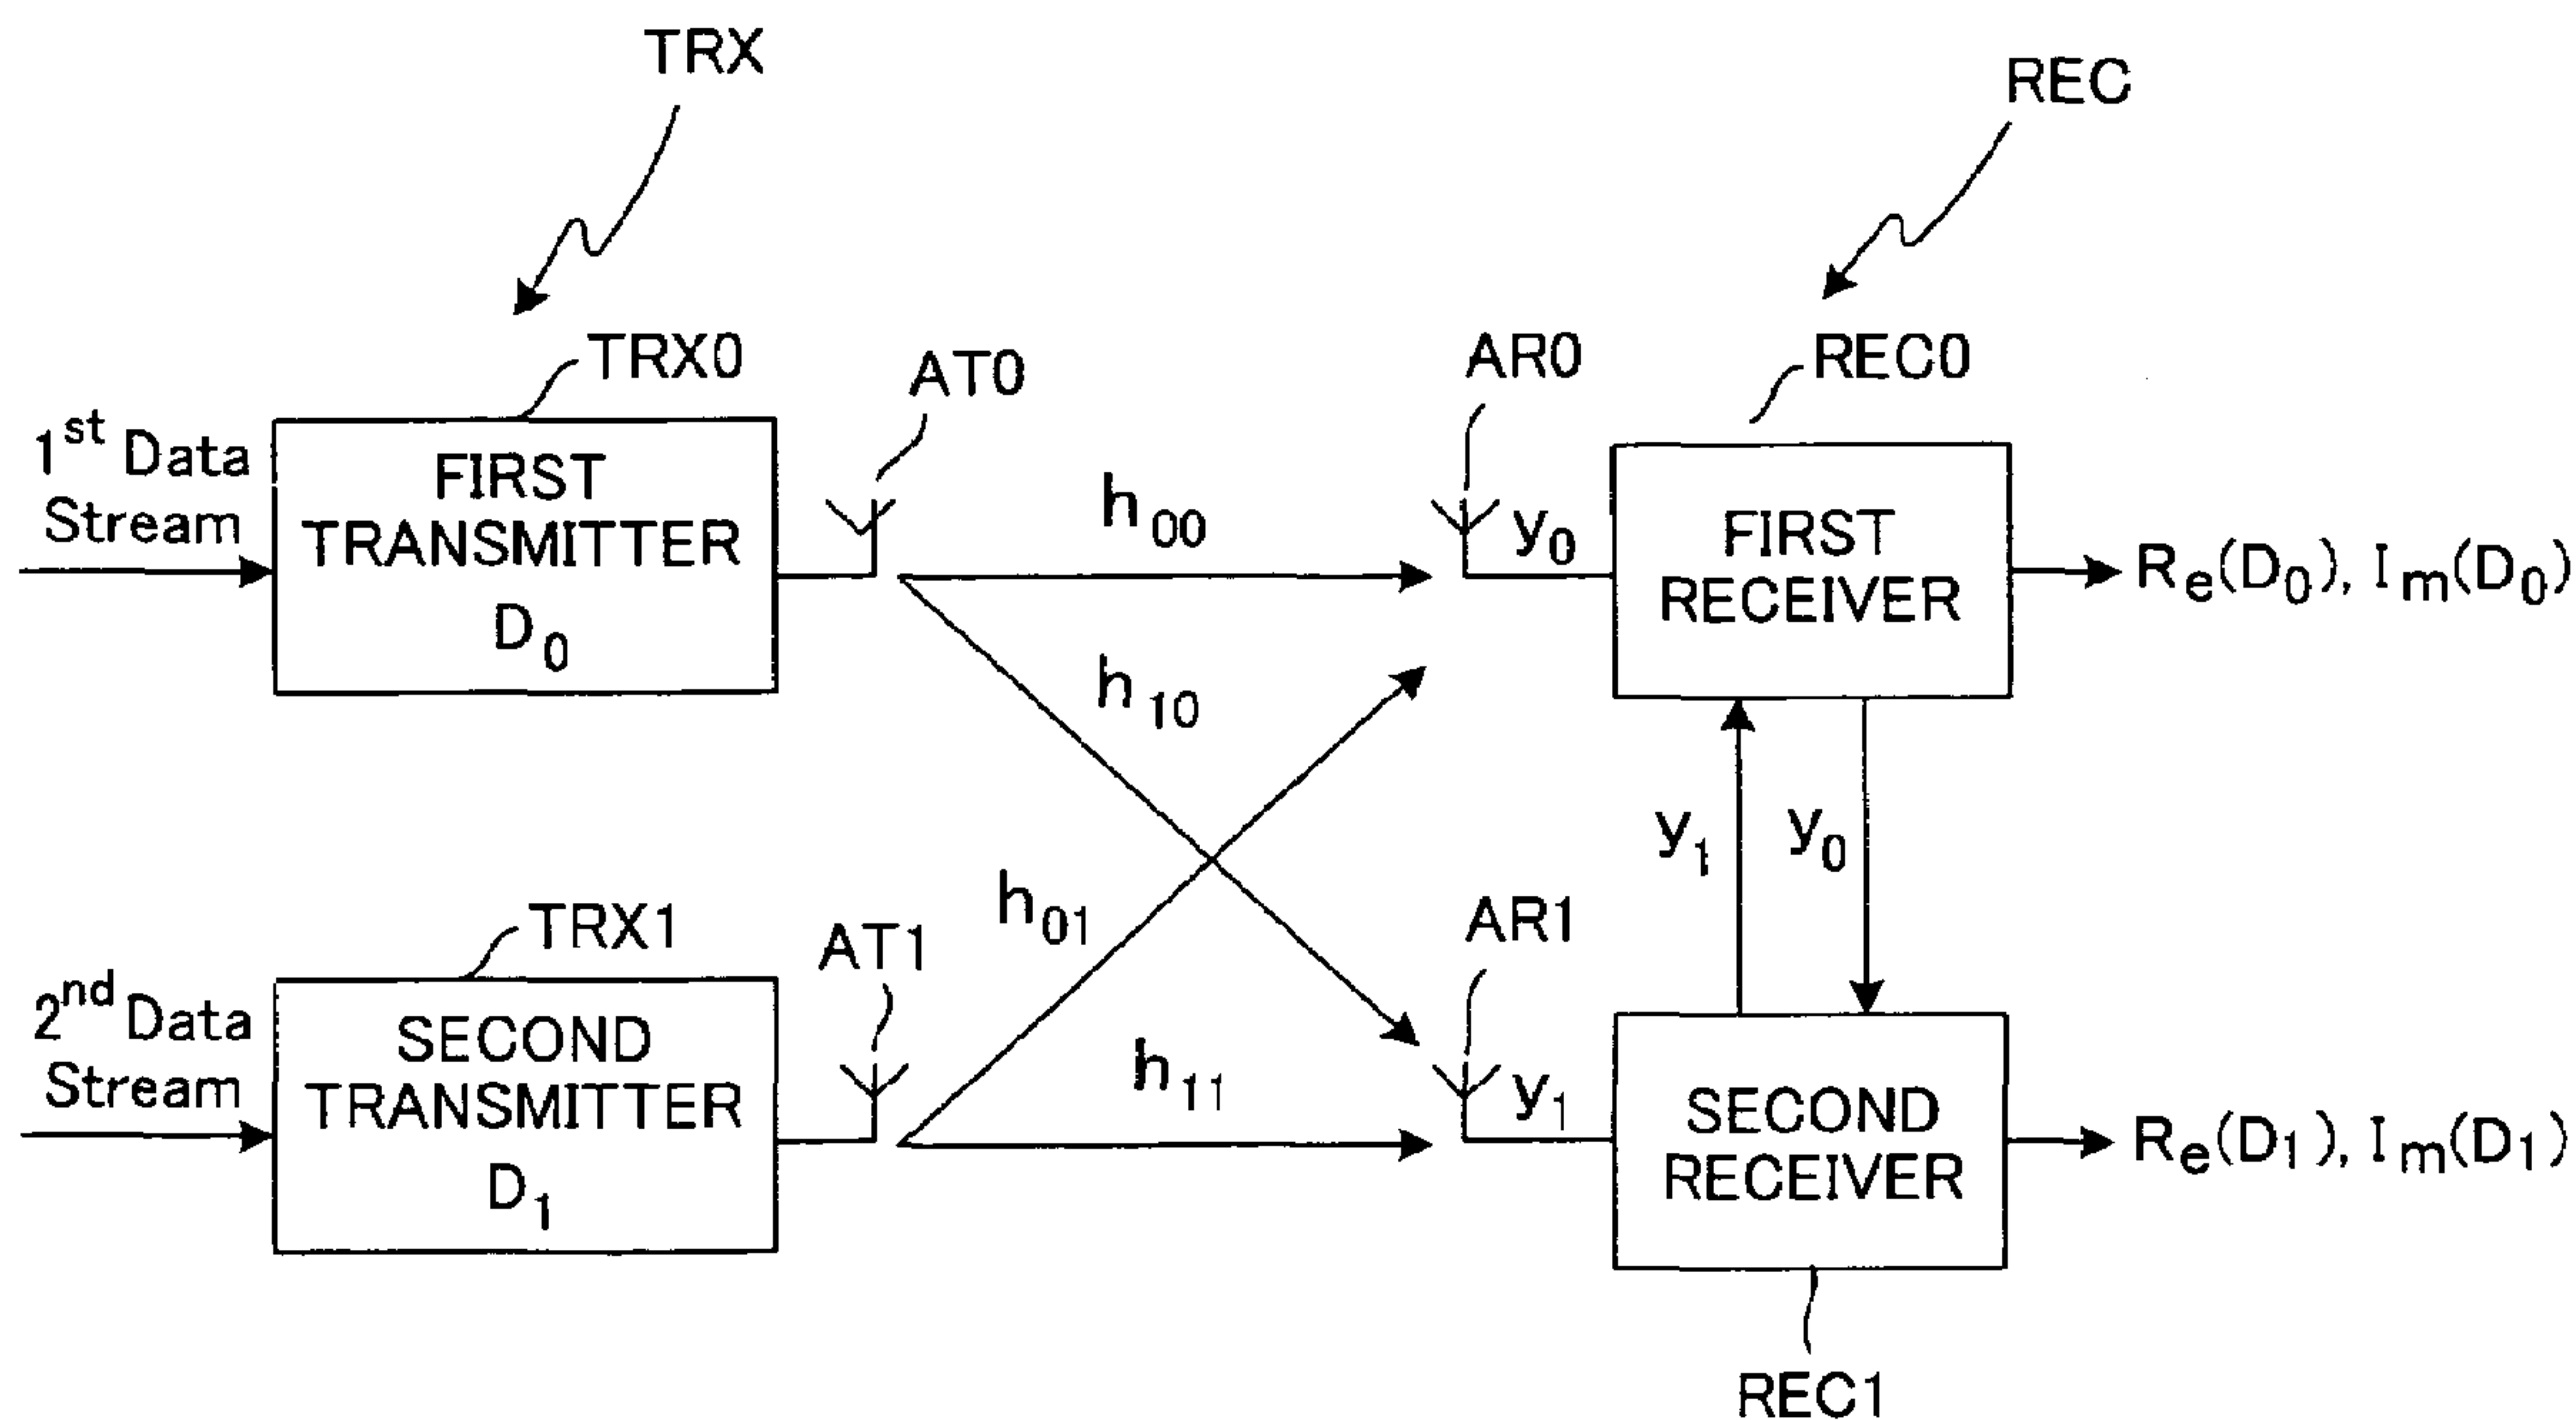 TRX
REC
TRX0
AT0
AR0
REC0
1st Data
Stream
FIRST
TRANSMITTER
D0
h00
y0
FIRST
RECEIVER
Re(D0), Im(D0)
h10
h01
y1
y0
TRX1
AT1
AR1
2nd Data
Stream
SECOND
TRANSMITTER
D1
h11
y1
SECOND
RECEIVER
Re(D1), Im(D1)
REC1